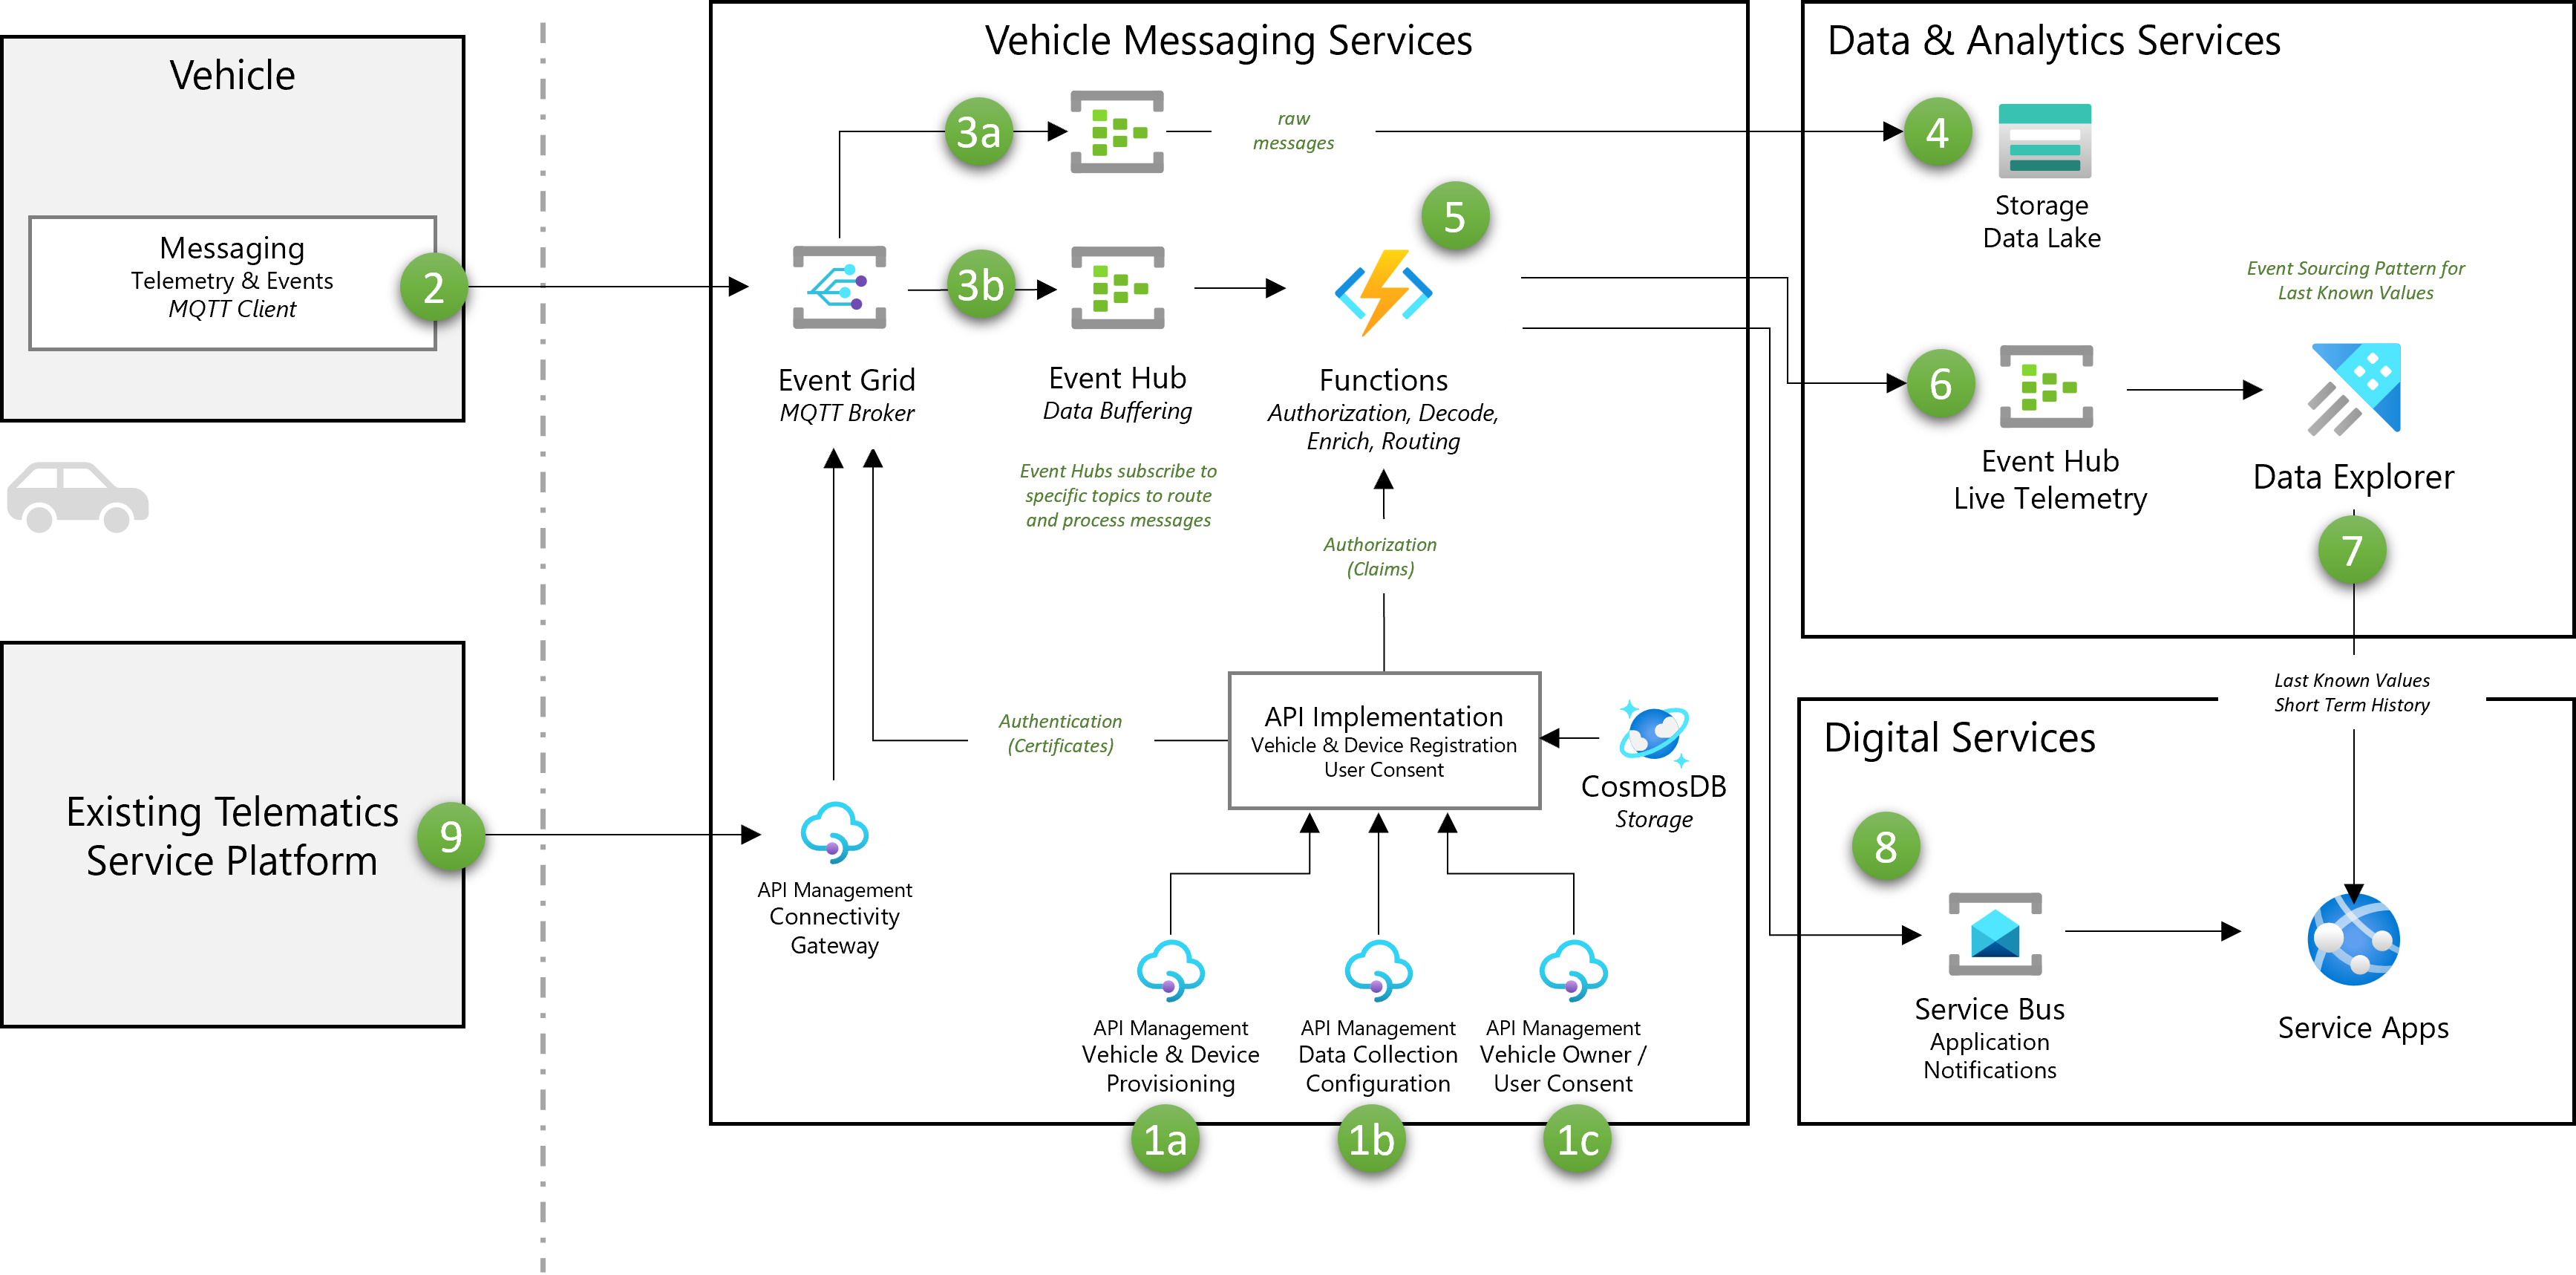 Vehicle
Messaging
Telemetry & Events
MQTT Client
2
Existing Telematics
Service Platform
9
Vehicle Messaging Services
3a
raw
messages
3b
5
Event Grid
MQTT Broker
Event Hub
Data Buffering
Functions
Authorization, Decode,
Enrich, Routing
Event Hubs subscribe to
specific topics to route
and process messages
Authorization
(Claims)
Authentication
(Certificates)
API Implementation
Vehicle & Device Registration
User Consent
CosmosDB
Storage
API Management
Connectivity
Gateway
API Management
Vehicle & Device
Provisioning
1a
API Management
Data Collection
Configuration
1b
API Management
Vehicle Owner /
User Consent
1c
Data & Analytics Services
4
Storage
Data Lake
Event Sourcing Pattern for
Last Known Values
6
Event Hub
Live Telemetry
Data Explorer
7
Last Known Values
Short Term History
Digital Services
8
Service Bus
Application
Notifications
Service Apps